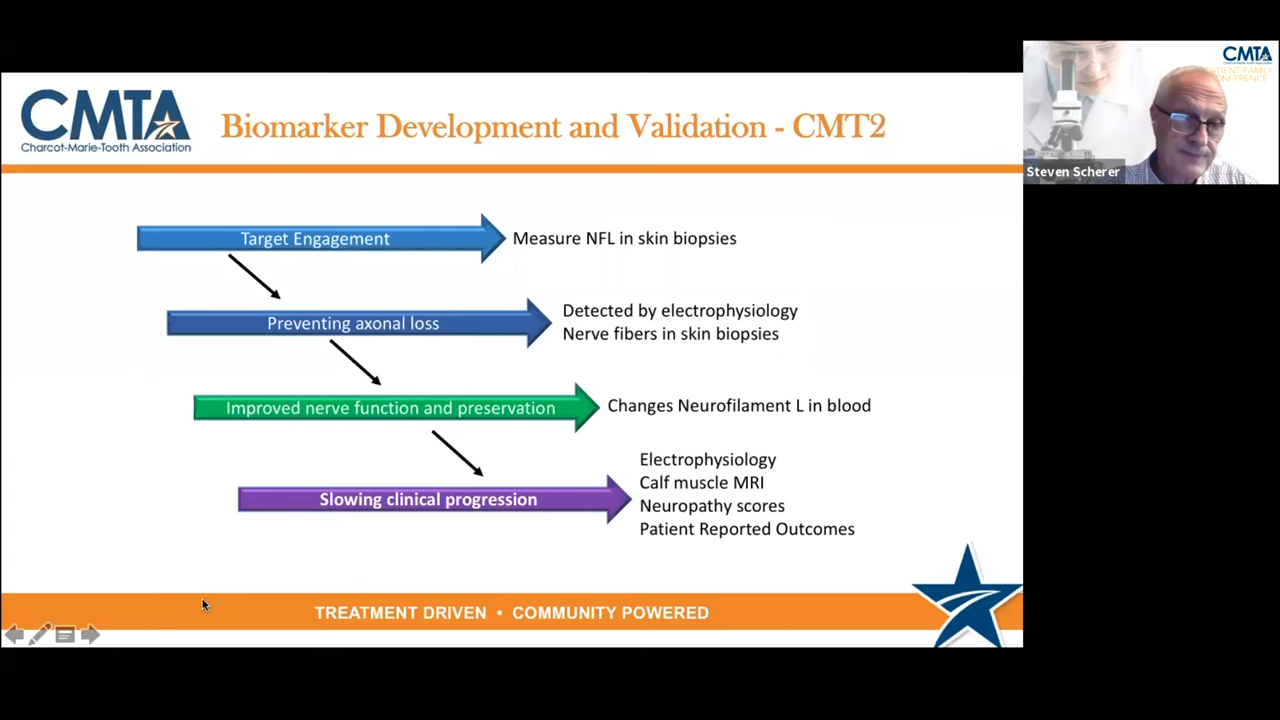 CMTA
Charcot-Marie-Tooth Association
Biomarker Development and Validation - CMT2
Target Engagement
Measure NFL in skin biopsies
Preventing axonal loss
Detected by electrophysiology
Nerve fibers in skin biopsies
Improved nerve function and preservation
Changes Neurofilament L in blood
Slowing clinical progression
Electrophysiology
Calf muscle MRI
Neuropathy scores
Patient Reported Outcomes
TREATMENT DRIVEN • COMMUNITY POWERED
CMTA
Steven Scherer